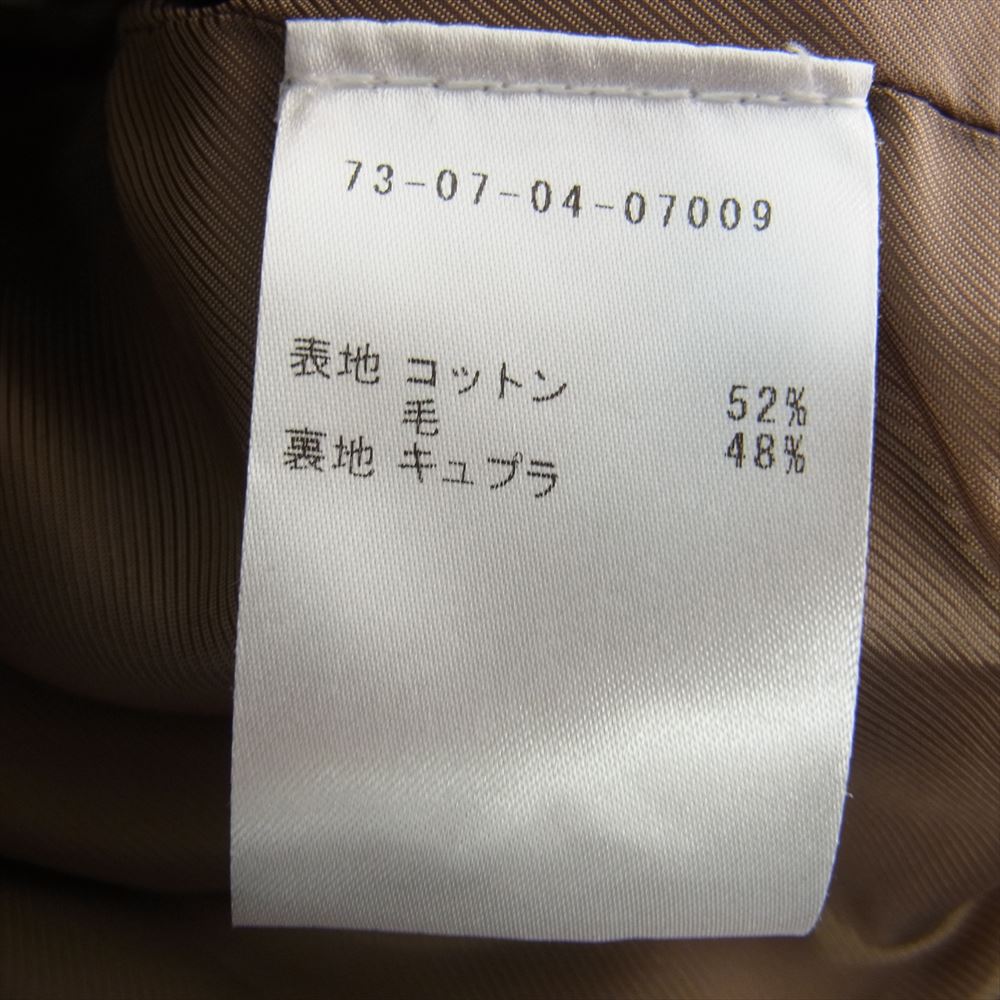 73-07-04-07009
表地 コットン 52%
毛 48%
裏地 キュプラ